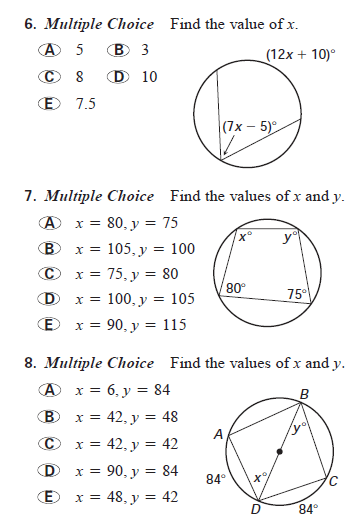 6. Multiple Choice Find the value of x.
A 5 B 3
C 8 D 10
E 7.5
(12x + 10)°
(7x − 5)°
7. Multiple Choice Find the values of x and y.
A x = 80, y = 75
B x = 105, y = 100
C x = 75, y = 80
D x = 100, y = 105
E x = 90, y = 115
x° y°
80° 75°
8. Multiple Choice Find the values of x and y.
A x = 6, y = 84
B x = 42, y = 48
C x = 42, y = 42
D x = 90, y = 84
E x = 48, y = 42
B
A y°
84° x° C
D 84°